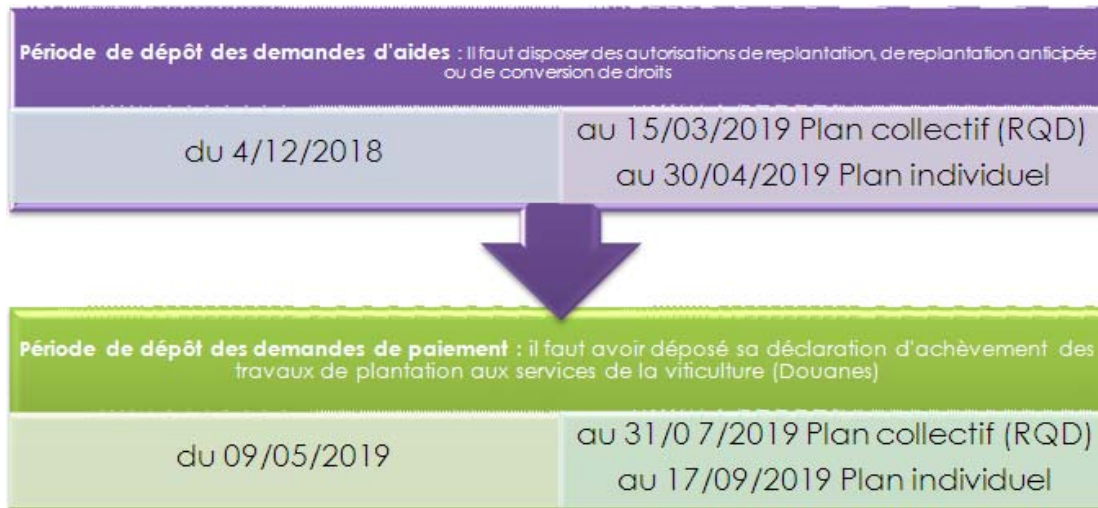 Période de dépôt des demandes d'aides : Il faut disposer des autorisations de replantation, de replantation anticipée
ou de conversion de droits
du 4/12/2018
au 15/03/2019 Plan collectif (RQD)
au 30/04/2019 Plan individuel
Période de dépôt des demandes de paiement : il faut avoir déposé sa déclaration d'achèvement des
travaux de plantation aux services de la viticulture (Douanes)
du 09/05/2019
au 31/0 7/2019 Plan collectif (RQD)
au 17/09/2019 Plan individuel